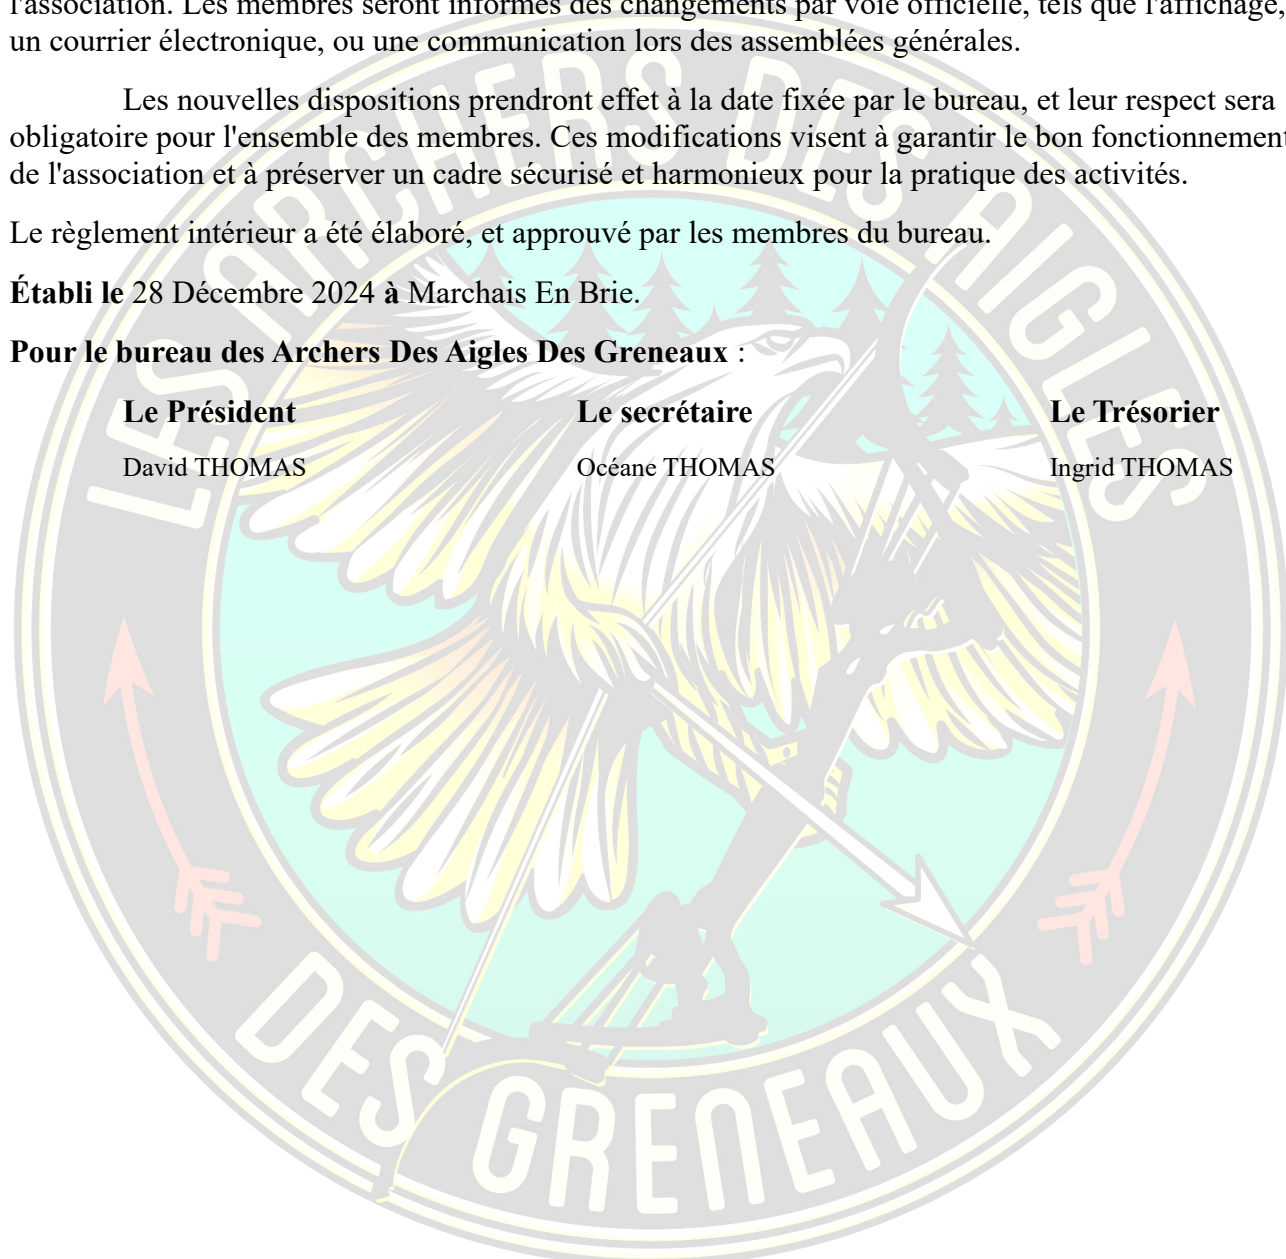 l'association. Les membres seront informés des changements par voie officielle, tels que l'affichage,
un courrier électronique, ou une communication lors des assemblées générales.
Les nouvelles dispositions prendront effet à la date fixée par le bureau, et leur respect sera
obligatoire pour l'ensemble des membres. Ces modifications visent à garantir le bon fonctionnement
de l'association et à préserver un cadre sécurisé et harmonieux pour la pratique des activités.
Le règlement intérieur a été élaboré, et approuvé par les membres du bureau.
Établi le 28 Décembre 2024 à Marchais En Brie.
Pour le bureau des Archers Des Aigles Des Greneaux :
Le Président Le secrétaire Le Trésorier
David THOMAS Océane THOMAS Ingrid THOMAS
LES ARCHERS DES AIGLES
DES GRENEAUX